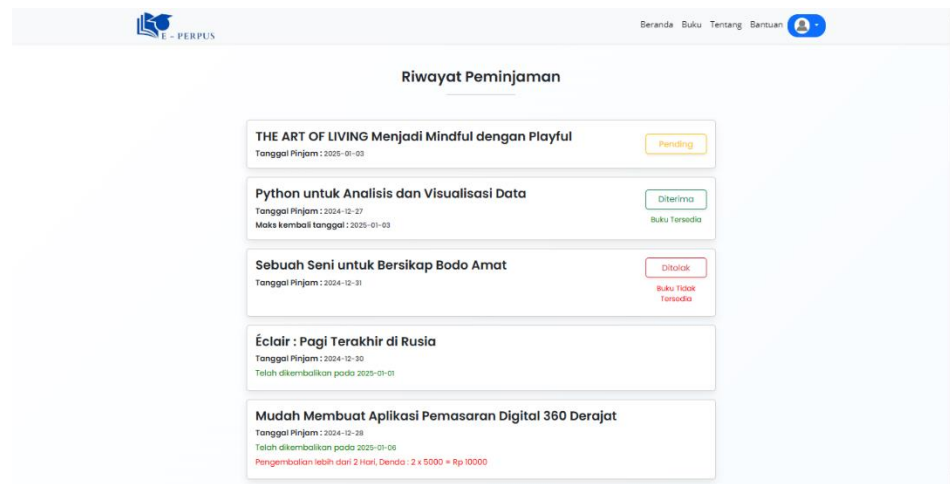 E - PERPUS
Beranda Buku Tentang Bantuan
Riwayat Peminjaman
THE ART OF LIVING Menjadi Mindful dengan Playful
Tanggal Pinjam : 2025-01-03
Pending
Python untuk Analisis dan Visualisasi Data
Tanggal Pinjam : 2024-12-27
Maks kembali tanggal : 2025-01-03
Diterima
Buku Tersedia
Sebuah Seni untuk Bersikap Bodo Amat
Tanggal Pinjam : 2024-12-31
Ditolak
Buku Tidak
Tersedia
Éclair : Pagi Terakhir di Rusia
Tanggal Pinjam : 2024-12-30
Telah dikembalikan pada 2025-01-01
Mudah Membuat Aplikasi Pemasaran Digital 360 Derajat
Tanggal Pinjam : 2024-12-28
Telah dikembalikan pada 2025-01-06
Pengembalian lebih dari 2 Hari, Denda : 2 x 5000 = Rp 10000